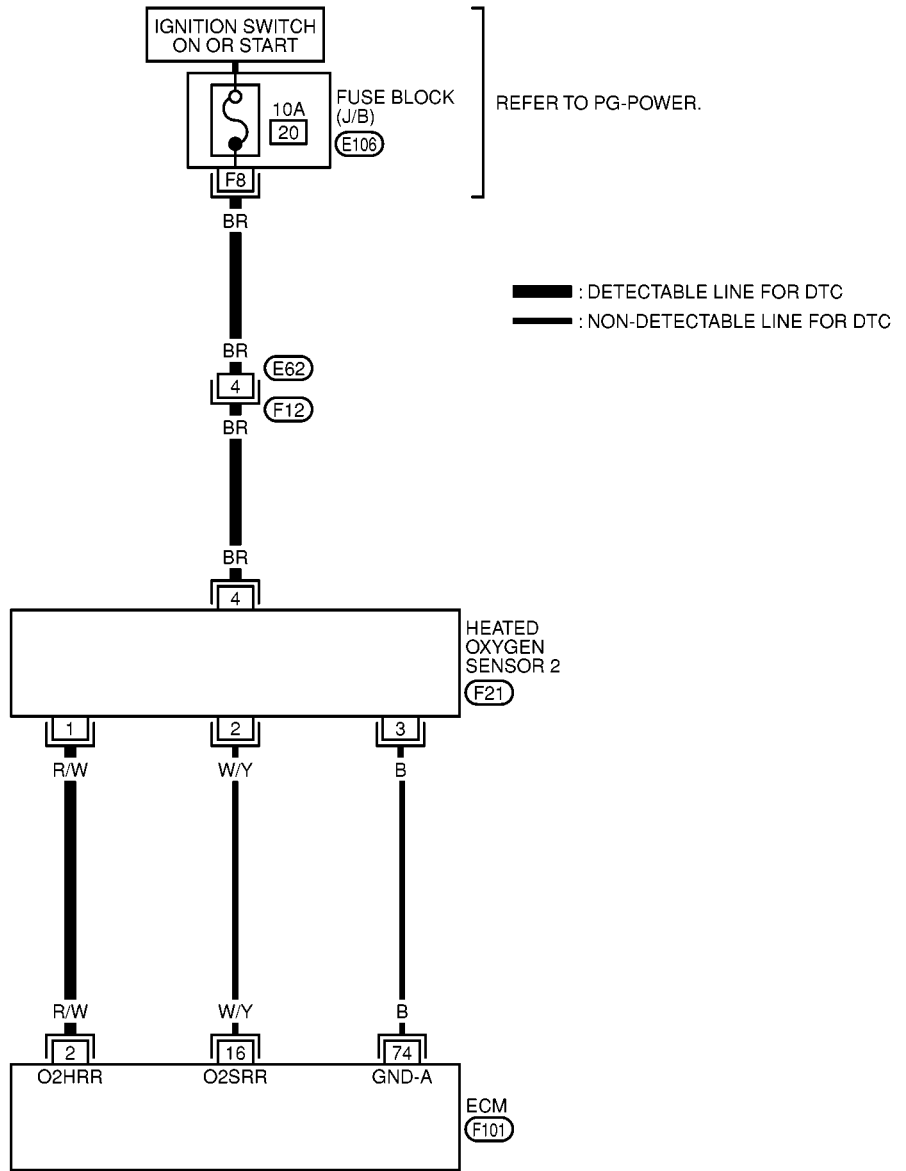 IGNITION SWITCH
ON OR START
10A
20
FUSE BLOCK
(J/B)
E106
REFER TO PG-POWER.
F8
BR
: DETECTABLE LINE FOR DTC
: NON-DETECTABLE LINE FOR DTC
BR
E62
4
F12
BR
BR
4
HEATED
OXYGEN
SENSOR 2
F21
1 2 3
R/W W/Y B
R/W W/Y B
2 16 74
O2HRR O2SRR GND-A
ECM
F101